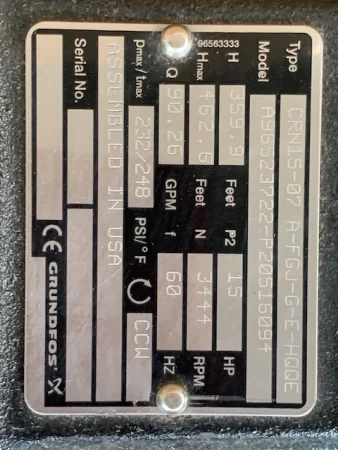 Type CRN15-07 A-FGJ-G-E-HQQE
Model A96523722-P20516094
96563333
H 359.9 Feet P2 15 HP
Hmax 462.6 Feet N 3444 RPM
Q 90.26 GPM f 60 HZ
pmax/tmax 232/248 PSI/°F CCW
ASSEMBLED IN USA
Serial No.
CE GRUNDFOS